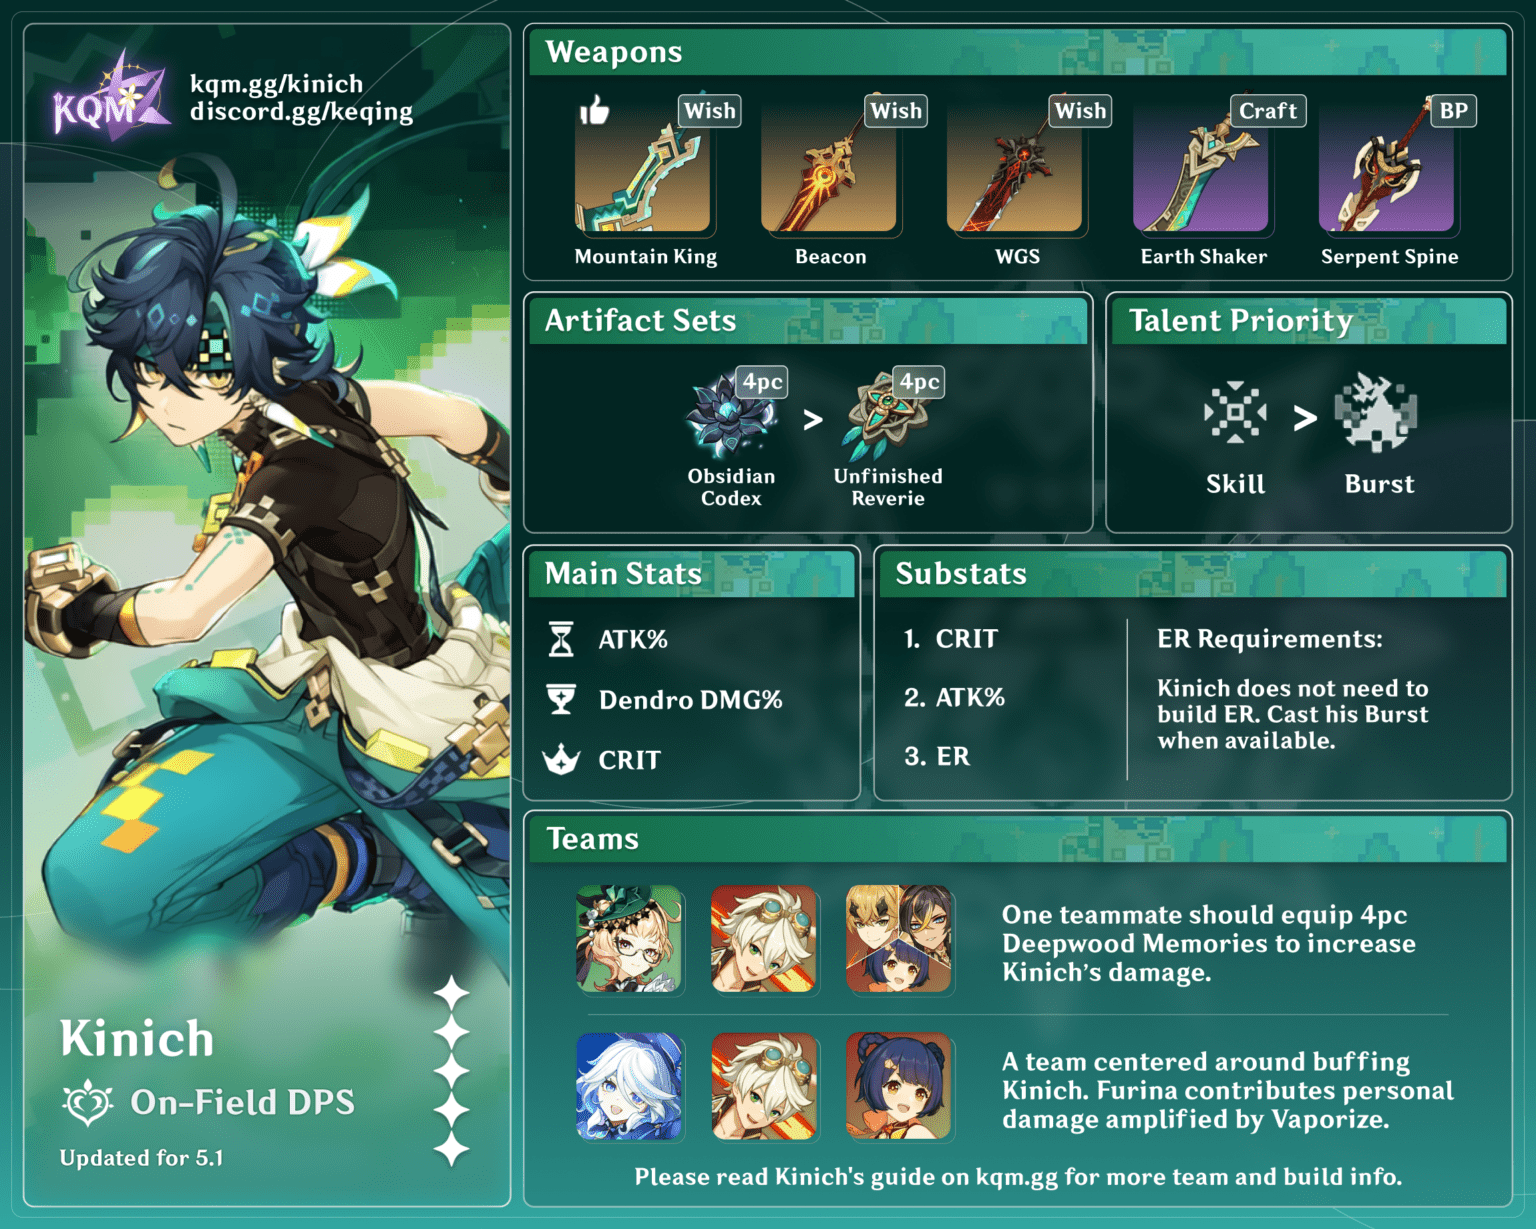 KQM
kqm.gg/kinich
discord.gg/keqing
Kinich
On-Field DPS
Updated for 5.1
Weapons
Wish
Wish
Wish
Craft
BP
Mountain King
Beacon
WGS
Earth Shaker
Serpent Spine
Artifact Sets
4pc
>
4pc
Obsidian
Codex
Unfinished
Reverie
Talent Priority
>
Skill
Burst
Main Stats
ATK%
Dendro DMG%
CRIT
Substats
1. CRIT
2. ATK%
3. ER
ER Requirements:
Kinich does not need to
build ER. Cast his Burst
when available.
Teams
One teammate should equip 4pc
Deepwood Memories to increase
Kinich's damage.
A team centered around buffing
Kinich. Furina contributes personal
damage amplified by Vaporize.
Please read Kinich's guide on kqm.gg for more team and build info.